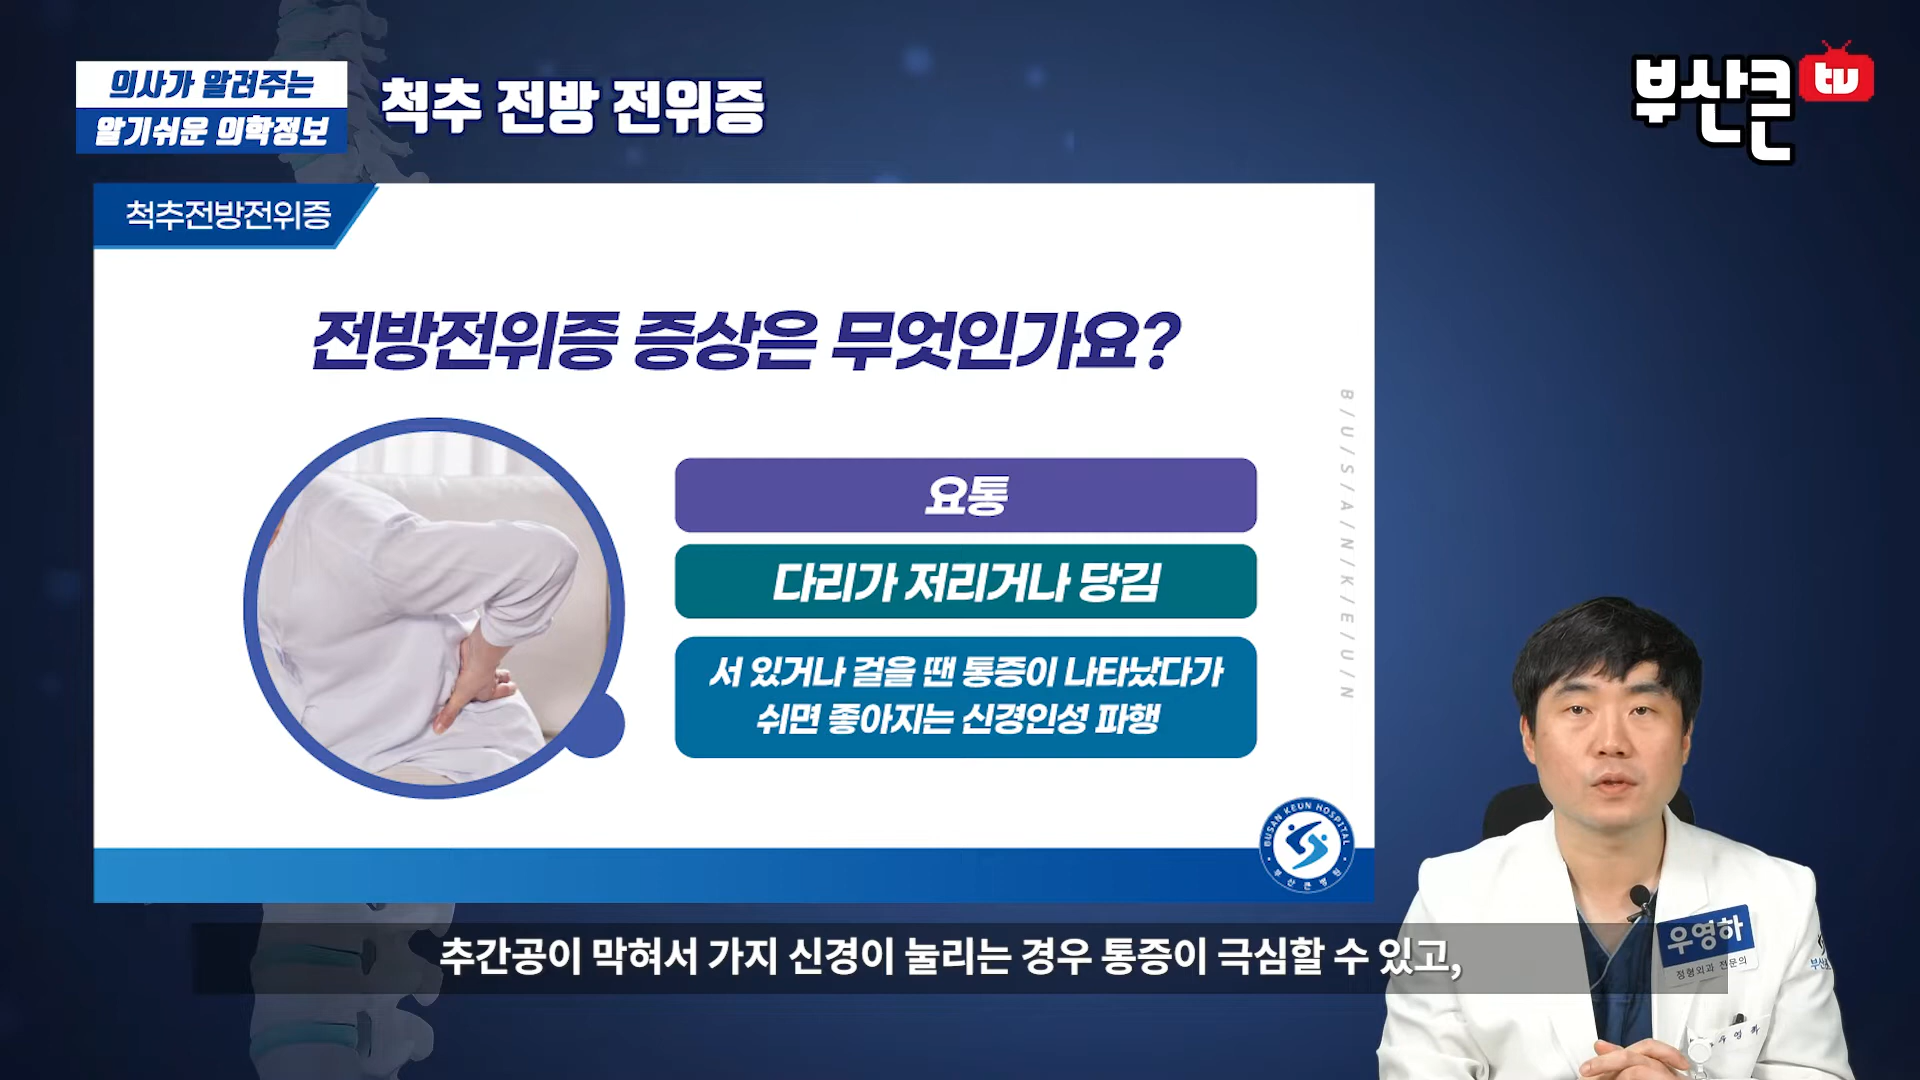 의사가 알려주는
알기쉬운 의학정보
척추 전방 전위증
부산큰 tv
척추전방전위증
전방전위증 증상은 무엇인가요?
요통
다리가 저리거나 당김
서 있거나 걸을 땐 통증이 나타났다가
쉬면 좋아지는 신경인성 파행
B/U/S/A/N/K/E/U/N
BUSAN KEUN HOSPITAL
부산큰병원
추간공이 막혀서 가지 신경이 눌리는 경우 통증이 극심할 수 있고,
우영하
정형외과 전문의